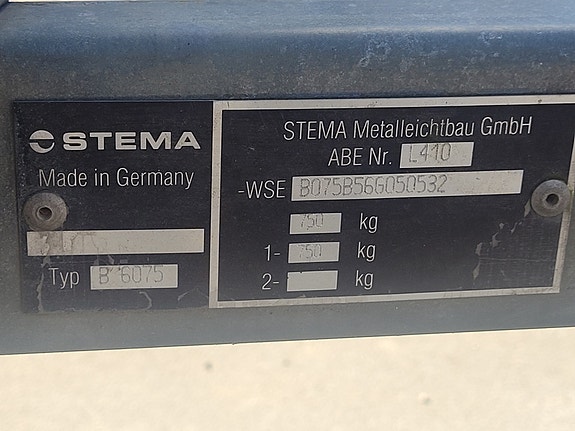 STEMA
Made in Germany
Typ B 6075
STEMA Metalleichtbau GmbH
ABE Nr. L410
-WSE B075B56G050532
750 kg
1- 750 kg
2- kg